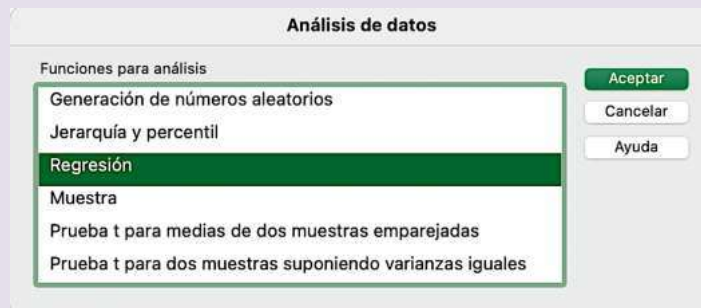 Análisis de datos
Funciones para análisis
Generación de números aleatorios
Jerarquía y percentil
Regresión
Muestra
Prueba t para medias de dos muestras emparejadas
Prueba t para dos muestras suponiendo varianzas iguales
Aceptar
Cancelar
Ayuda